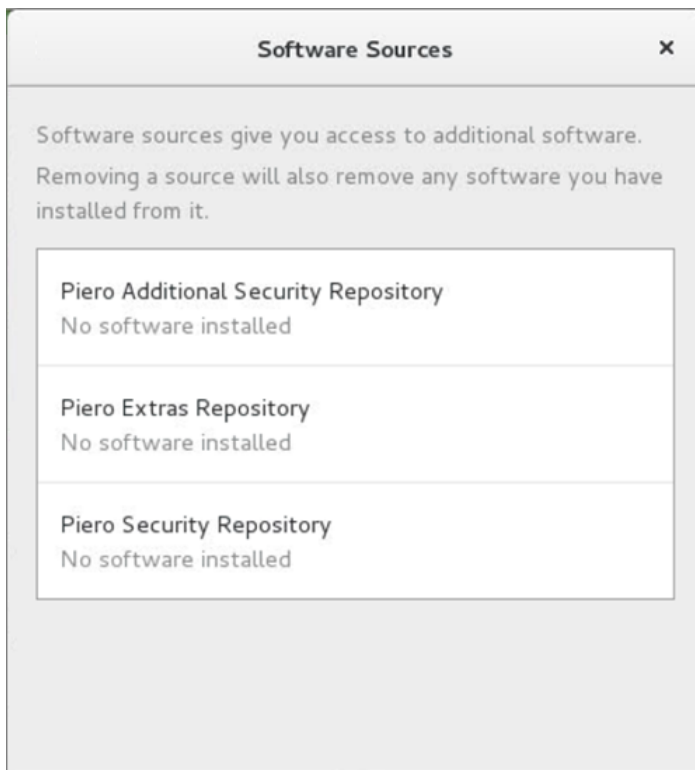 Software Sources
Software sources give you access to additional software.
Removing a source will also remove any software you have
installed from it.
Piero Additional Security Repository
No software installed
Piero Extras Repository
No software installed
Piero Security Repository
No software installed